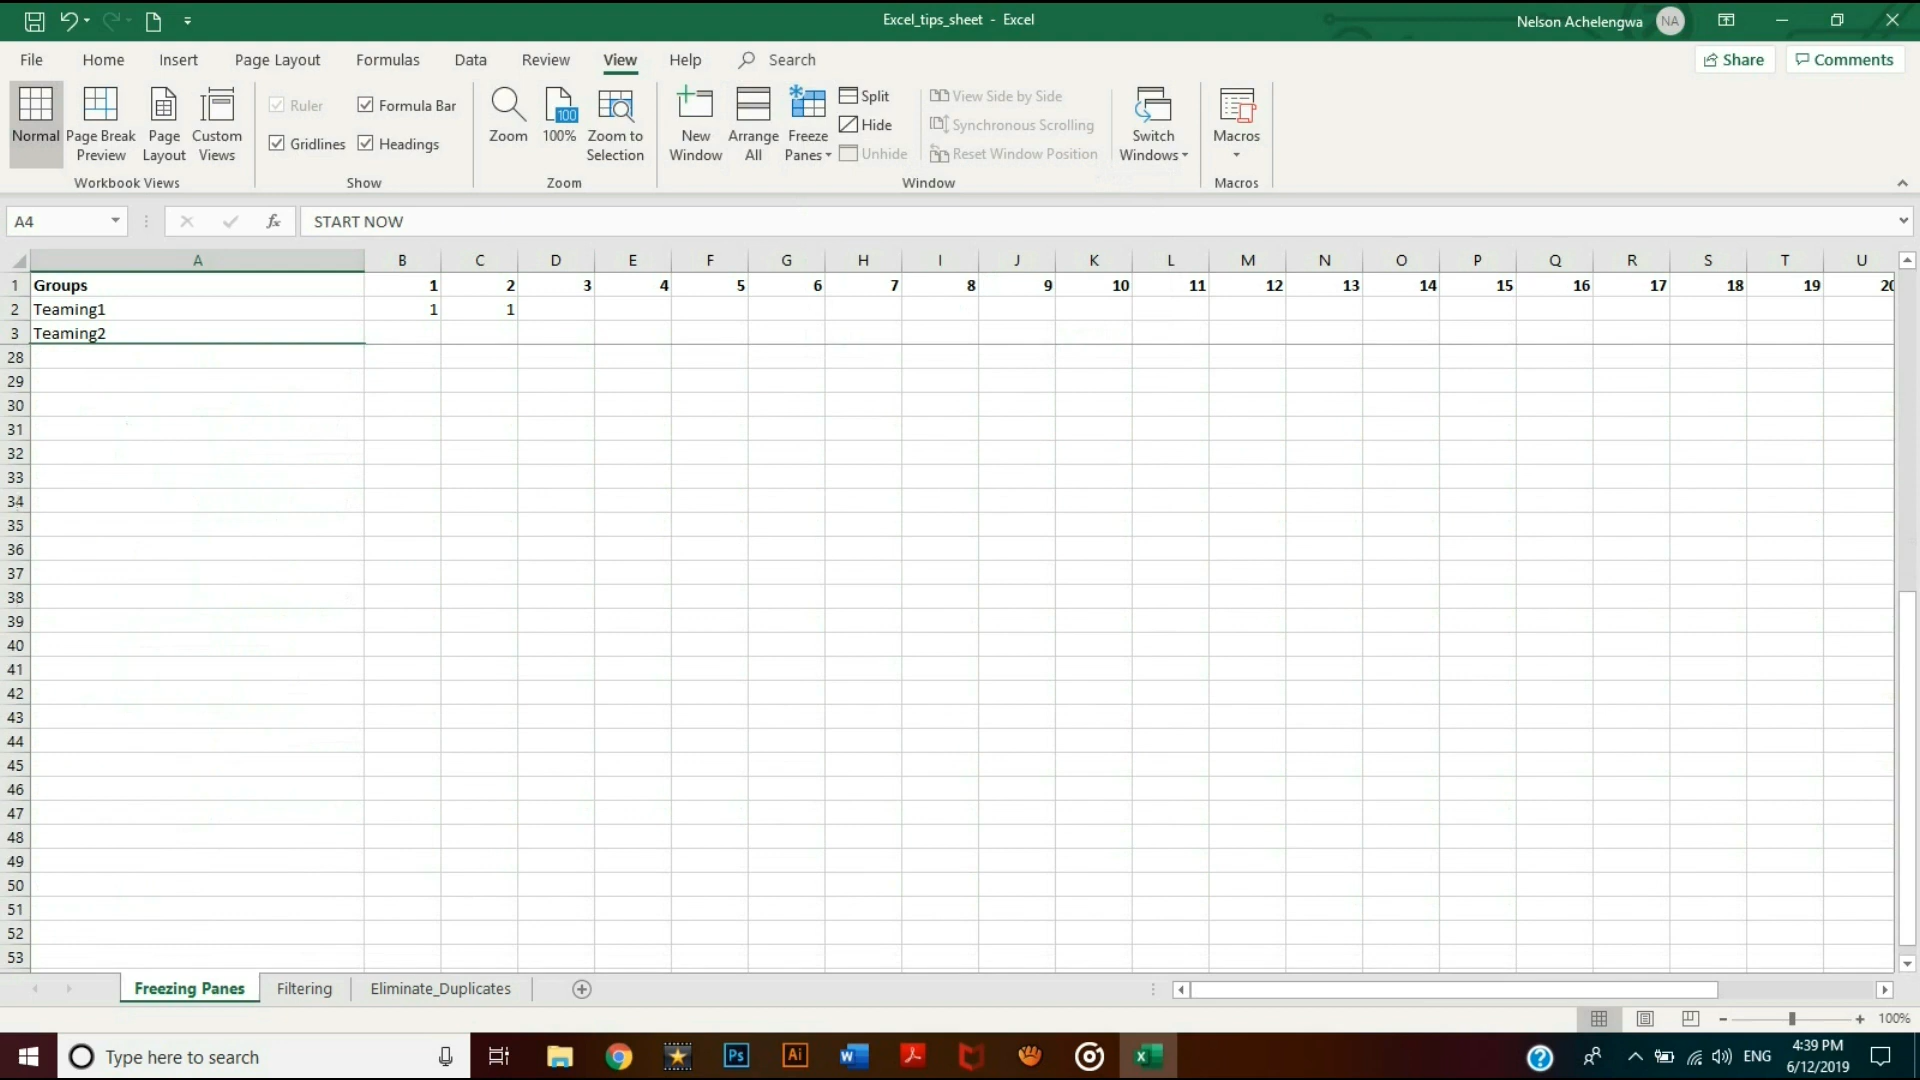 Excel_tips_sheet - Excel
Nelson Achelengwa NA
File Home Insert Page Layout Formulas Data Review View Help Search Share Comments
Normal Page Break Preview Page Layout Custom Views
Workbook Views
Ruler Formula Bar
Gridlines Headings
Show
Zoom 100 100% Zoom to Selection
Zoom
New Window Arrange All Freeze Panes
Split
Hide
Unhide
View Side by Side
Synchronous Scrolling
Reset Window Position
Switch Windows
Window
Macros
Macros
A4 fx START NOW
A B C D E F G H I J K L M N O P Q R S T U
1 Groups 1 2 3 4 5 6 7 8 9 10 11 12 13 14 15 16 17 18 19 20
2 Teaming1 1 1
3 Teaming2
28
29
30
31
32
33
34
35
36
37
38
39
40
41
42
43
44
45
46
47
48
49
50
51
52
53
Freezing Panes Filtering Eliminate_Duplicates
100%
Type here to search Ps Ai W X ENG
4:39 PM
6/12/2019